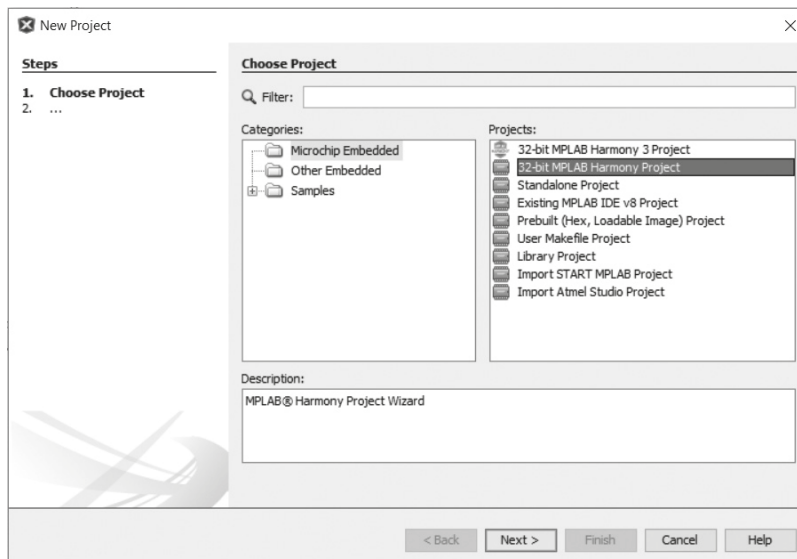 New Project
Steps
1. Choose Project
2. ...
Choose Project
Filter:
Categories:
Microchip Embedded
Other Embedded
Samples
Projects:
32-bit MPLAB Harmony 3 Project
32-bit MPLAB Harmony Project
Standalone Project
Existing MPLAB IDE v8 Project
Prebuilt (Hex, Loadable Image) Project
User Makefile Project
Library Project
Import START MPLAB Project
Import Atmel Studio Project
Description:
MPLAB® Harmony Project Wizard
< Back Next > Finish Cancel Help